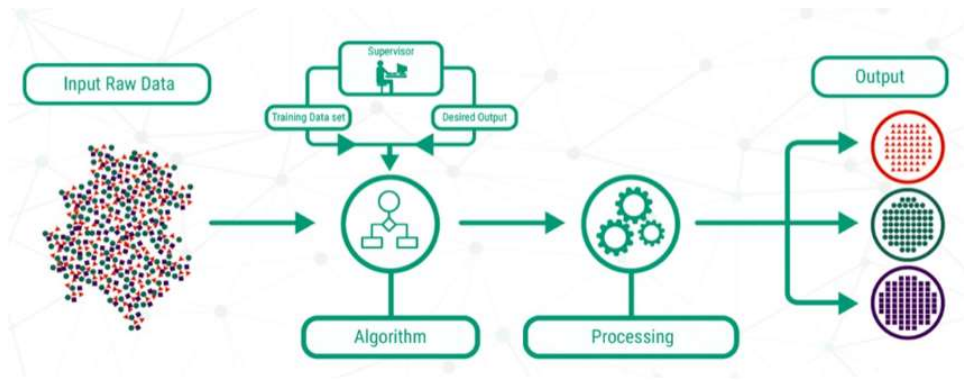 Input Raw Data
Supervisor
Training Data set
Desired Output
Output
Algorithm
Processing